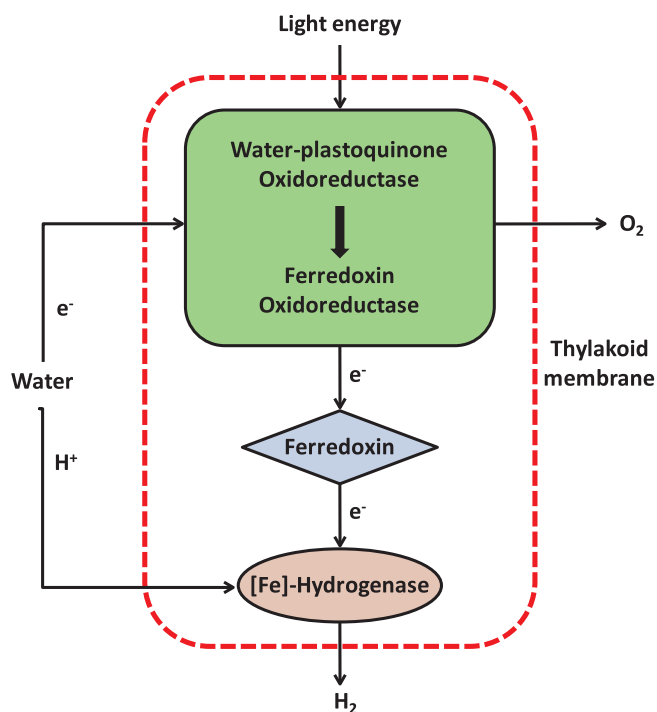 Light energy
Water-plastoquinone
Oxidoreductase
Ferredoxin
Oxidoreductase
O₂
e⁻
Water
H⁺
Thylakoid
membrane
e⁻
Ferredoxin
e⁻
[Fe]-Hydrogenase
H₂